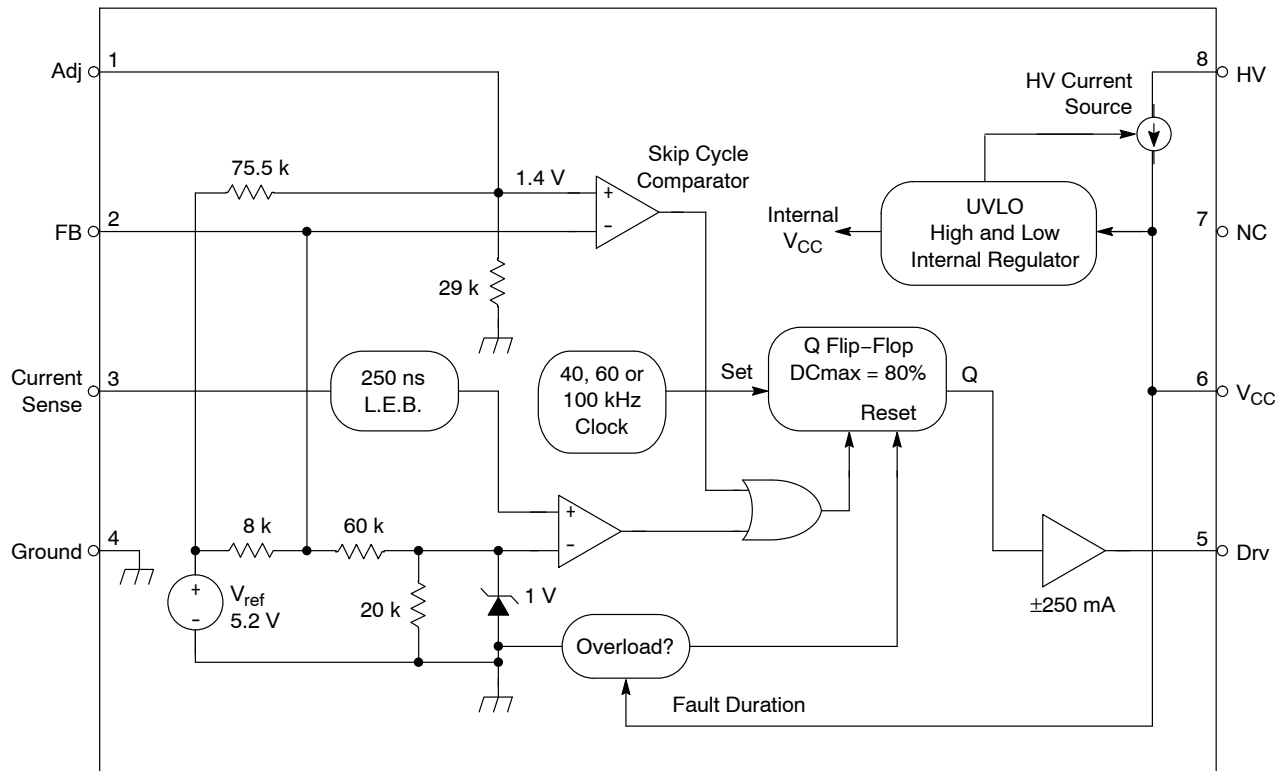 Adj
1
8
HV
HV Current
Source
75.5 k
1.4 V
Skip Cycle
Comparator
+
-
FB
2
Internal
VCC
UVLO
High and Low
Internal Regulator
7
NC
29 k
Current
Sense
3
250 ns
L.E.B.
40, 60 or
100 kHz
Clock
Set
Q Flip-Flop
DCmax = 80%
Reset
Q
6
VCC
Ground
4
8 k
60 k
+
-
5
Drv
+
-
Vref
5.2 V
20 k
1 V
±250 mA
Overload?
Fault Duration